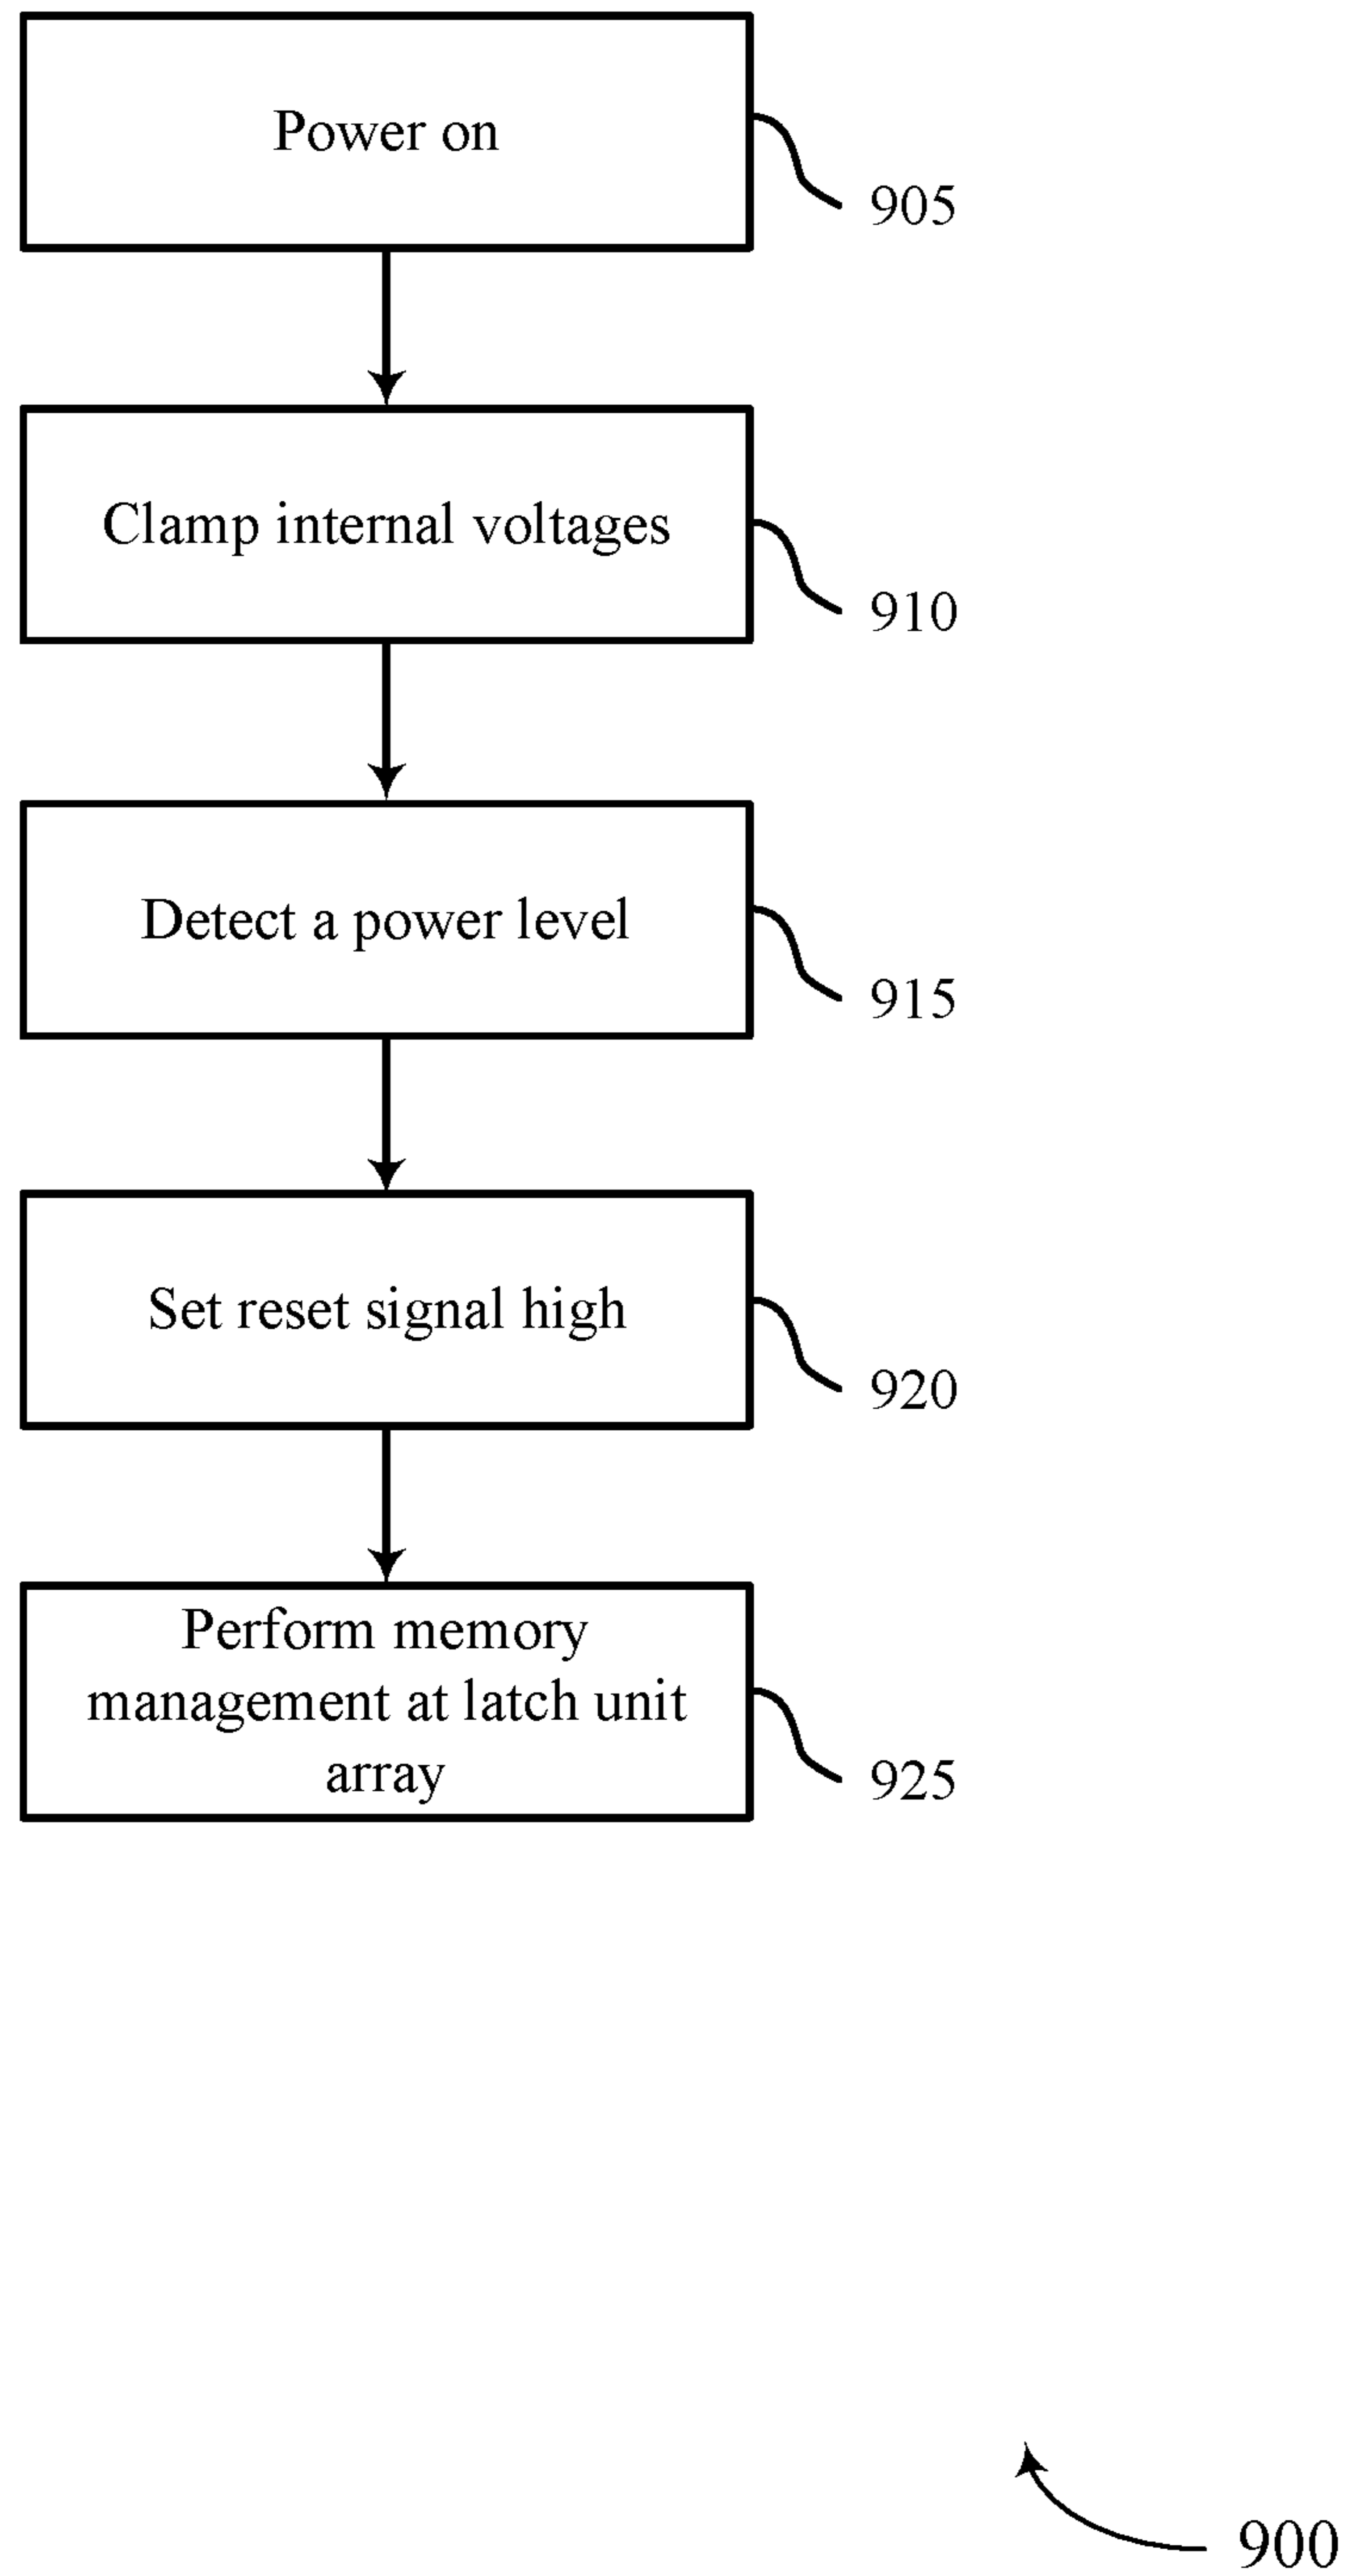 Power on
905
Clamp internal voltages
910
Detect a power level
915
Set reset signal high
920
Perform memory
management at latch unit
array
925
900